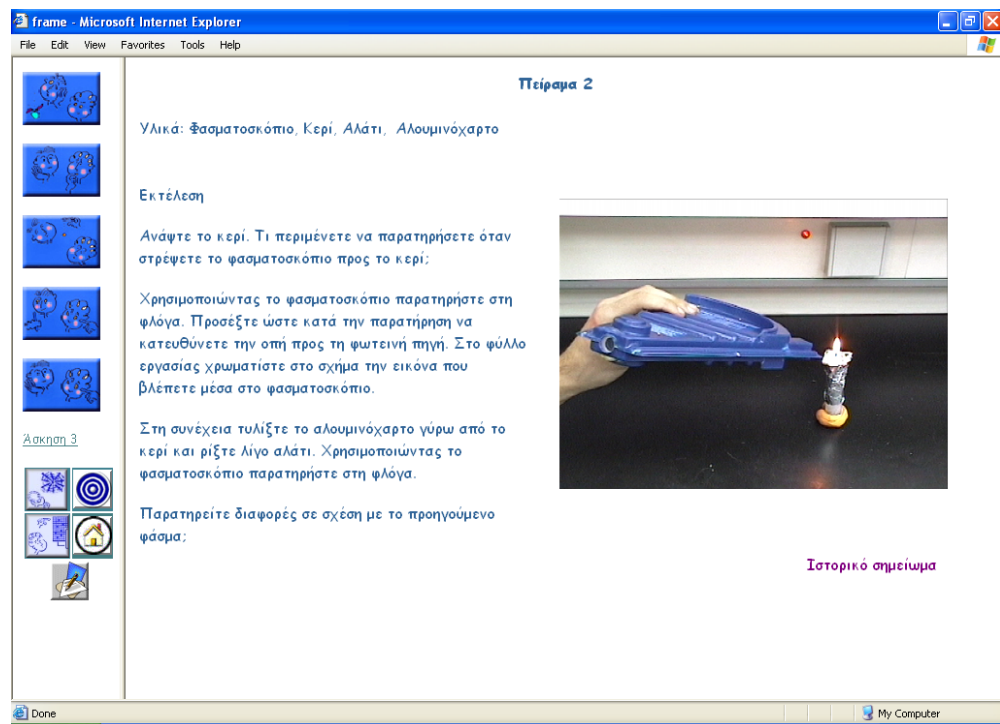 frame - Microsoft Internet Explorer
File Edit View Favorites Tools Help
Πείραμα 2
Υλικά: Φασματοσκόπιο, Κερί, Αλάτι, Αλουμινόχαρτο
Εκτέλεση
Ανάψτε το κερί. Τι περιμένετε να παρατηρήσετε όταν
στρέψετε το φασματοσκόπιο προς το κερί;
Χρησιμοποιώντας το φασματοσκόπιο παρατηρήστε στη
φλόγα. Προσέξτε ώστε κατά την παρατήρηση να
κατευθύνετε την οπή προς τη φωτεινή πηγή. Στο φύλλο
εργασίας χρωματίστε στο σχήμα την εικόνα που
βλέπετε μέσα στο φασματοσκόπιο.
Στη συνέχεια τυλίξτε το αλουμινόχαρτο γύρω από το
κερί και ρίξτε λίγο αλάτι. Χρησιμοποιώντας το
φασματοσκόπιο παρατηρήστε στη φλόγα.
Παρατηρείτε διαφορές σε σχέση με το προηγούμενο
φάσμα;
Άσκηση 3
Ιστορικό σημείωμα
Done
My Computer